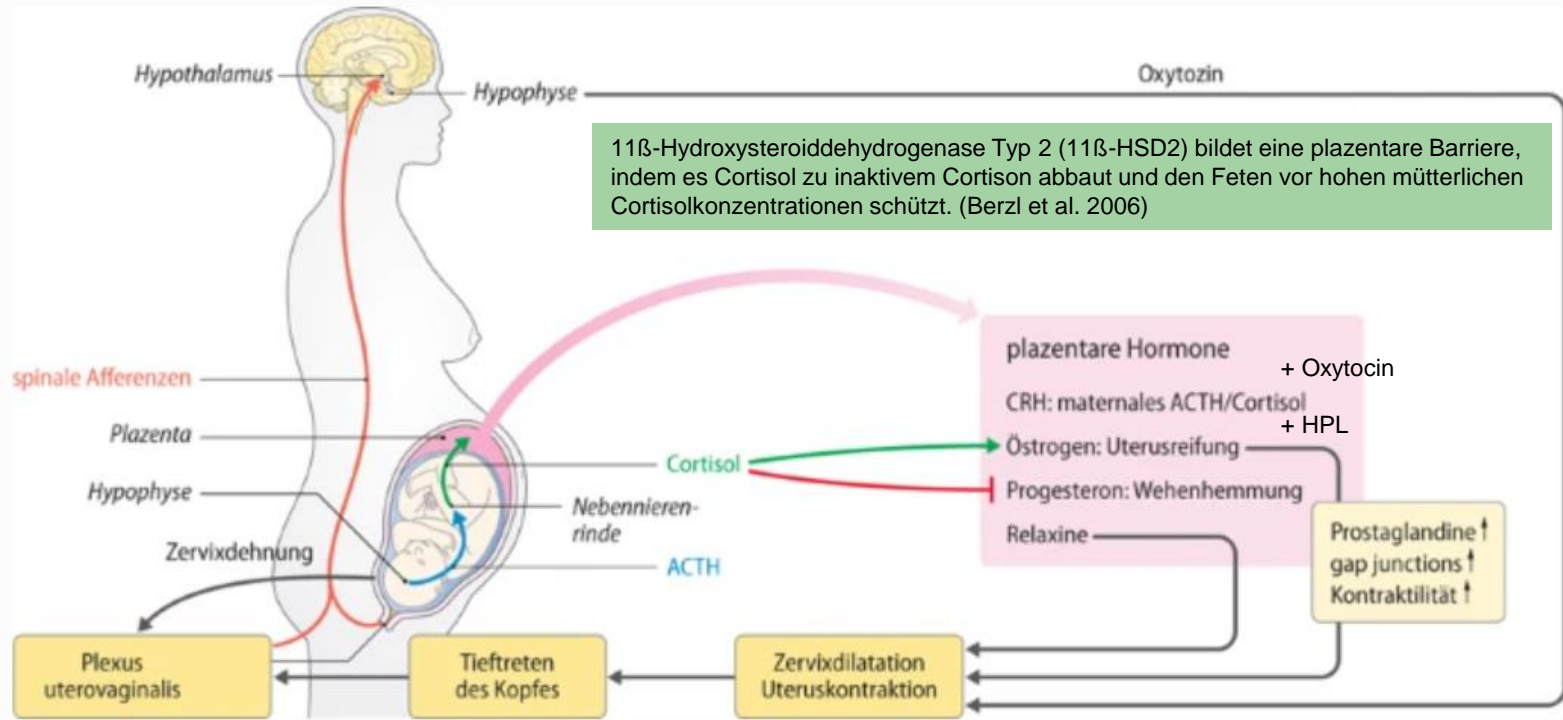 Hypothalamus
Hypophyse
Oxytozin
11ß-Hydroxysteroiddehydrogenase Typ 2 (11ß-HSD2) bildet eine plazentare Barriere,
indem es Cortisol zu inaktivem Cortison abbaut und den Feten vor hohen mütterlichen
Cortisolkonzentrationen schützt. (Berzl et al. 2006)
spinale Afferenzen
Plazenta
Hypophyse
Zervixdehnung
Cortisol
Nebennieren-
rinde
ACTH
plazentare Hormone
+ Oxytocin
CRH: maternales ACTH/Cortisol
+ HPL
Östrogen: Uterusreifung
Progesteron: Wehenhemmung
Relaxine
Prostaglandine ↑
gap junctions ↑
Kontraktilität ↑
Plexus
uterovaginalis
Tieftreten
des Kopfes
Zervixdilatation
Uteruskontraktion